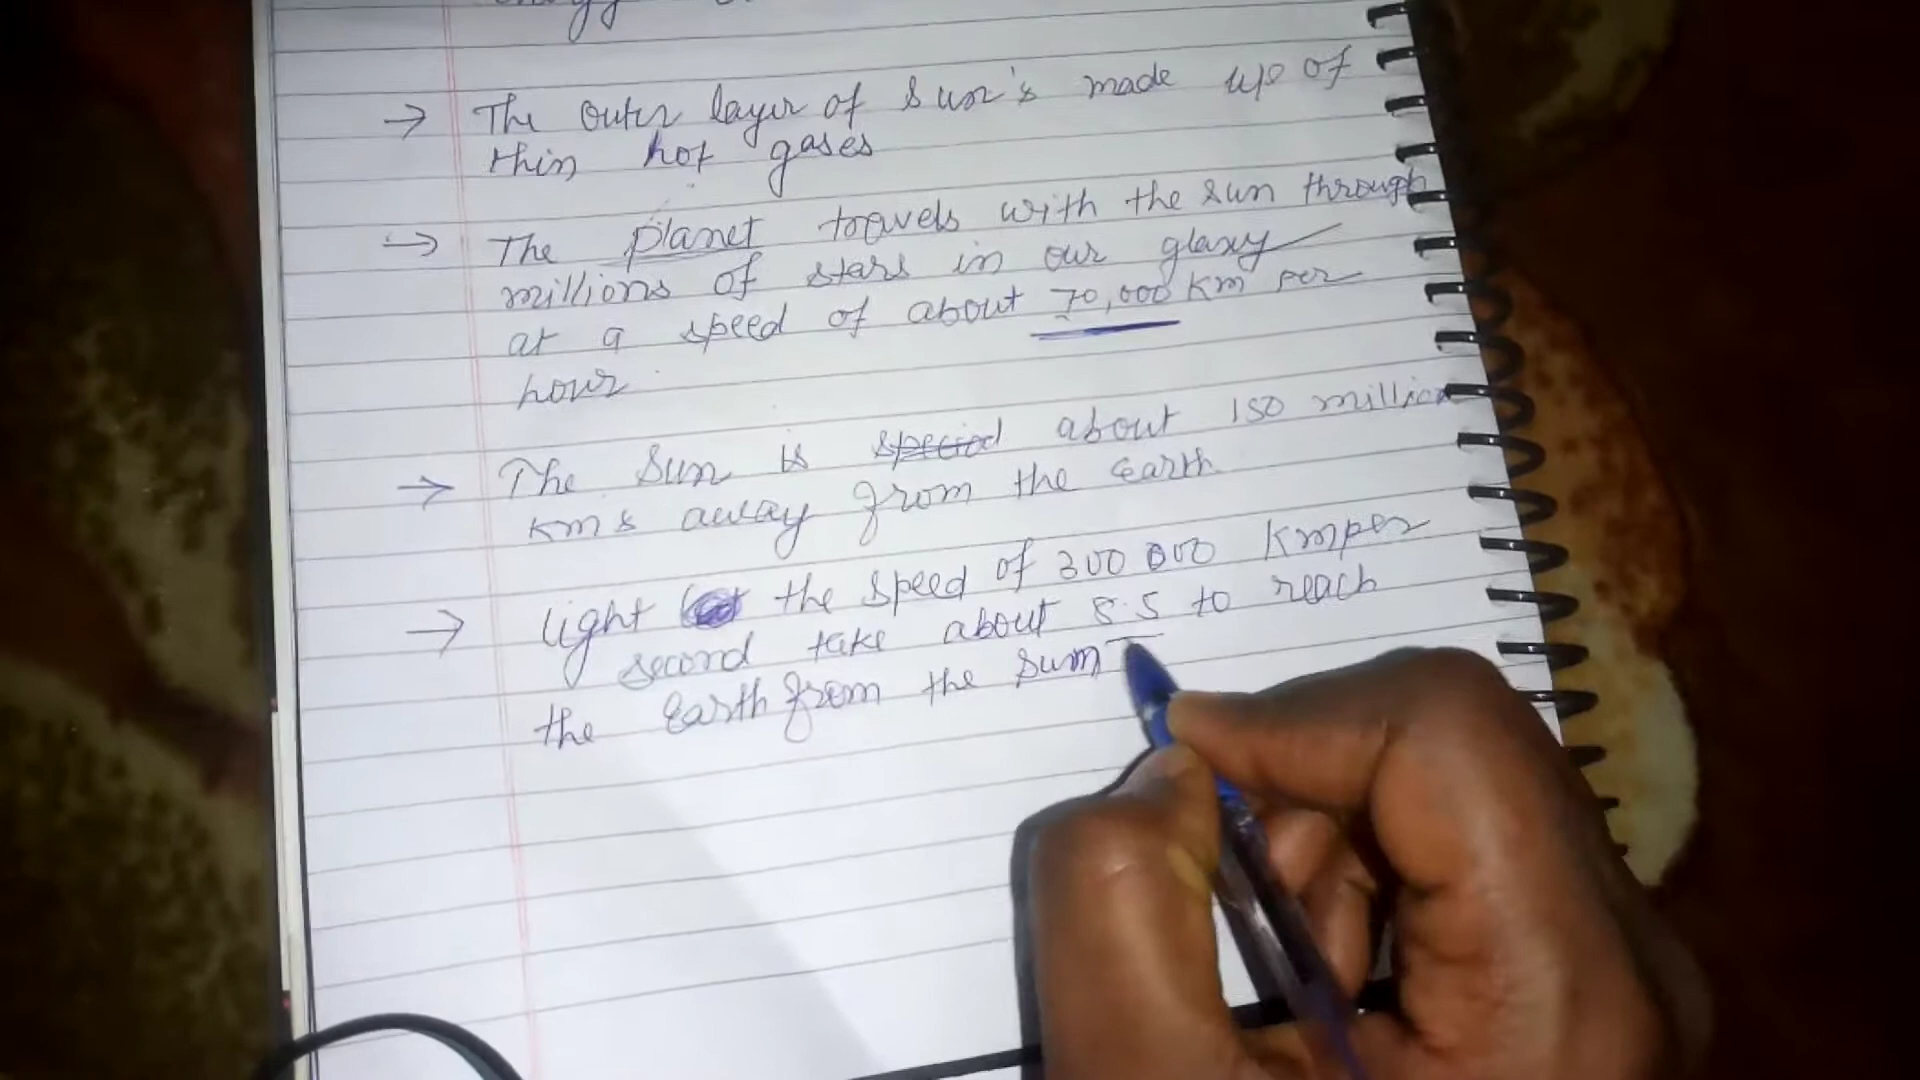 → The outer layer of sun's made up of
thin hot gases
→ The planet travels with the sun through
millions of stars in our glaxy
at a speed of about 70,000 Km per
hour
→ The Sun is about 150 million
kms away from the earth
→ light the speed of 300 000 Kmper
second take about 8.5 to reach
the Earth from the sum